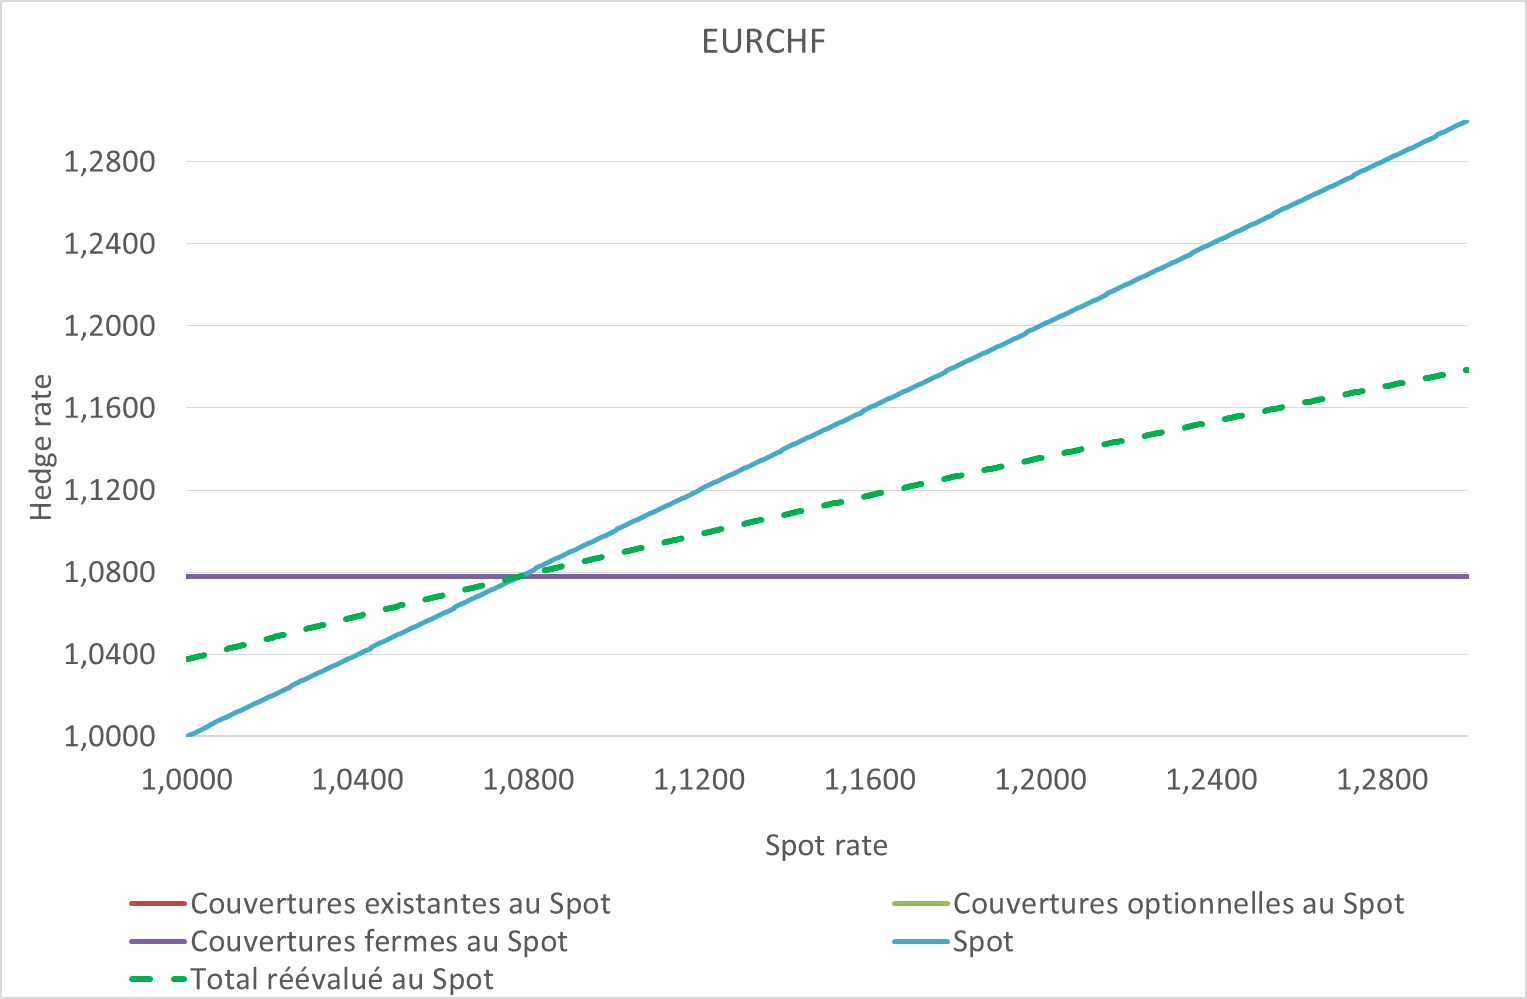 EURCHF
1,2800
1,2400
1,2000
1,1600
1,1200
1,0800
1,0400
1,0000
Hedge rate
1,0000 1,0400 1,0800 1,1200 1,1600 1,2000 1,2400 1,2800
Spot rate
Couvertures existantes au Spot
Couvertures optionnelles au Spot
Couvertures fermes au Spot
Spot
Total réévalué au Spot